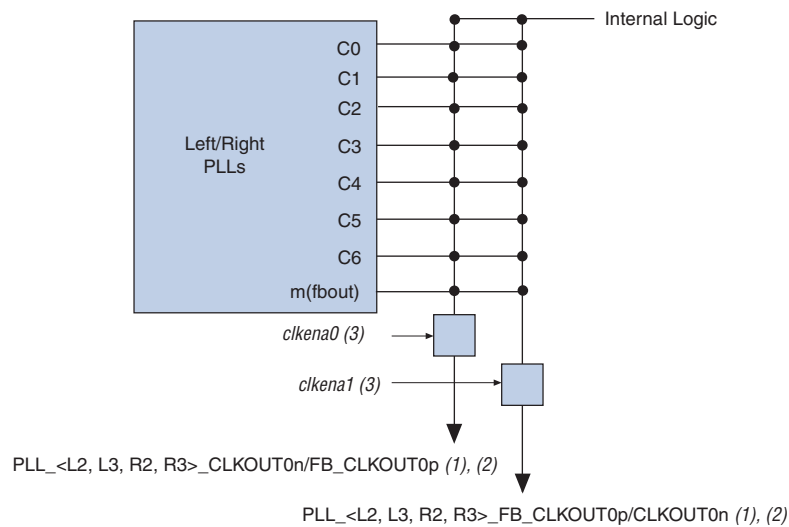 Internal Logic
C0
C1
C2
Left/Right
PLLs
C3
C4
C5
C6
m(fbout)
clkena0 (3)
clkena1 (3)
PLL_<L2, L3, R2, R3>_CLKOUT0n/FB_CLKOUT0p (1), (2)
PLL_<L2, L3, R2, R3>_FB_CLKOUT0p/CLKOUT0n (1), (2)